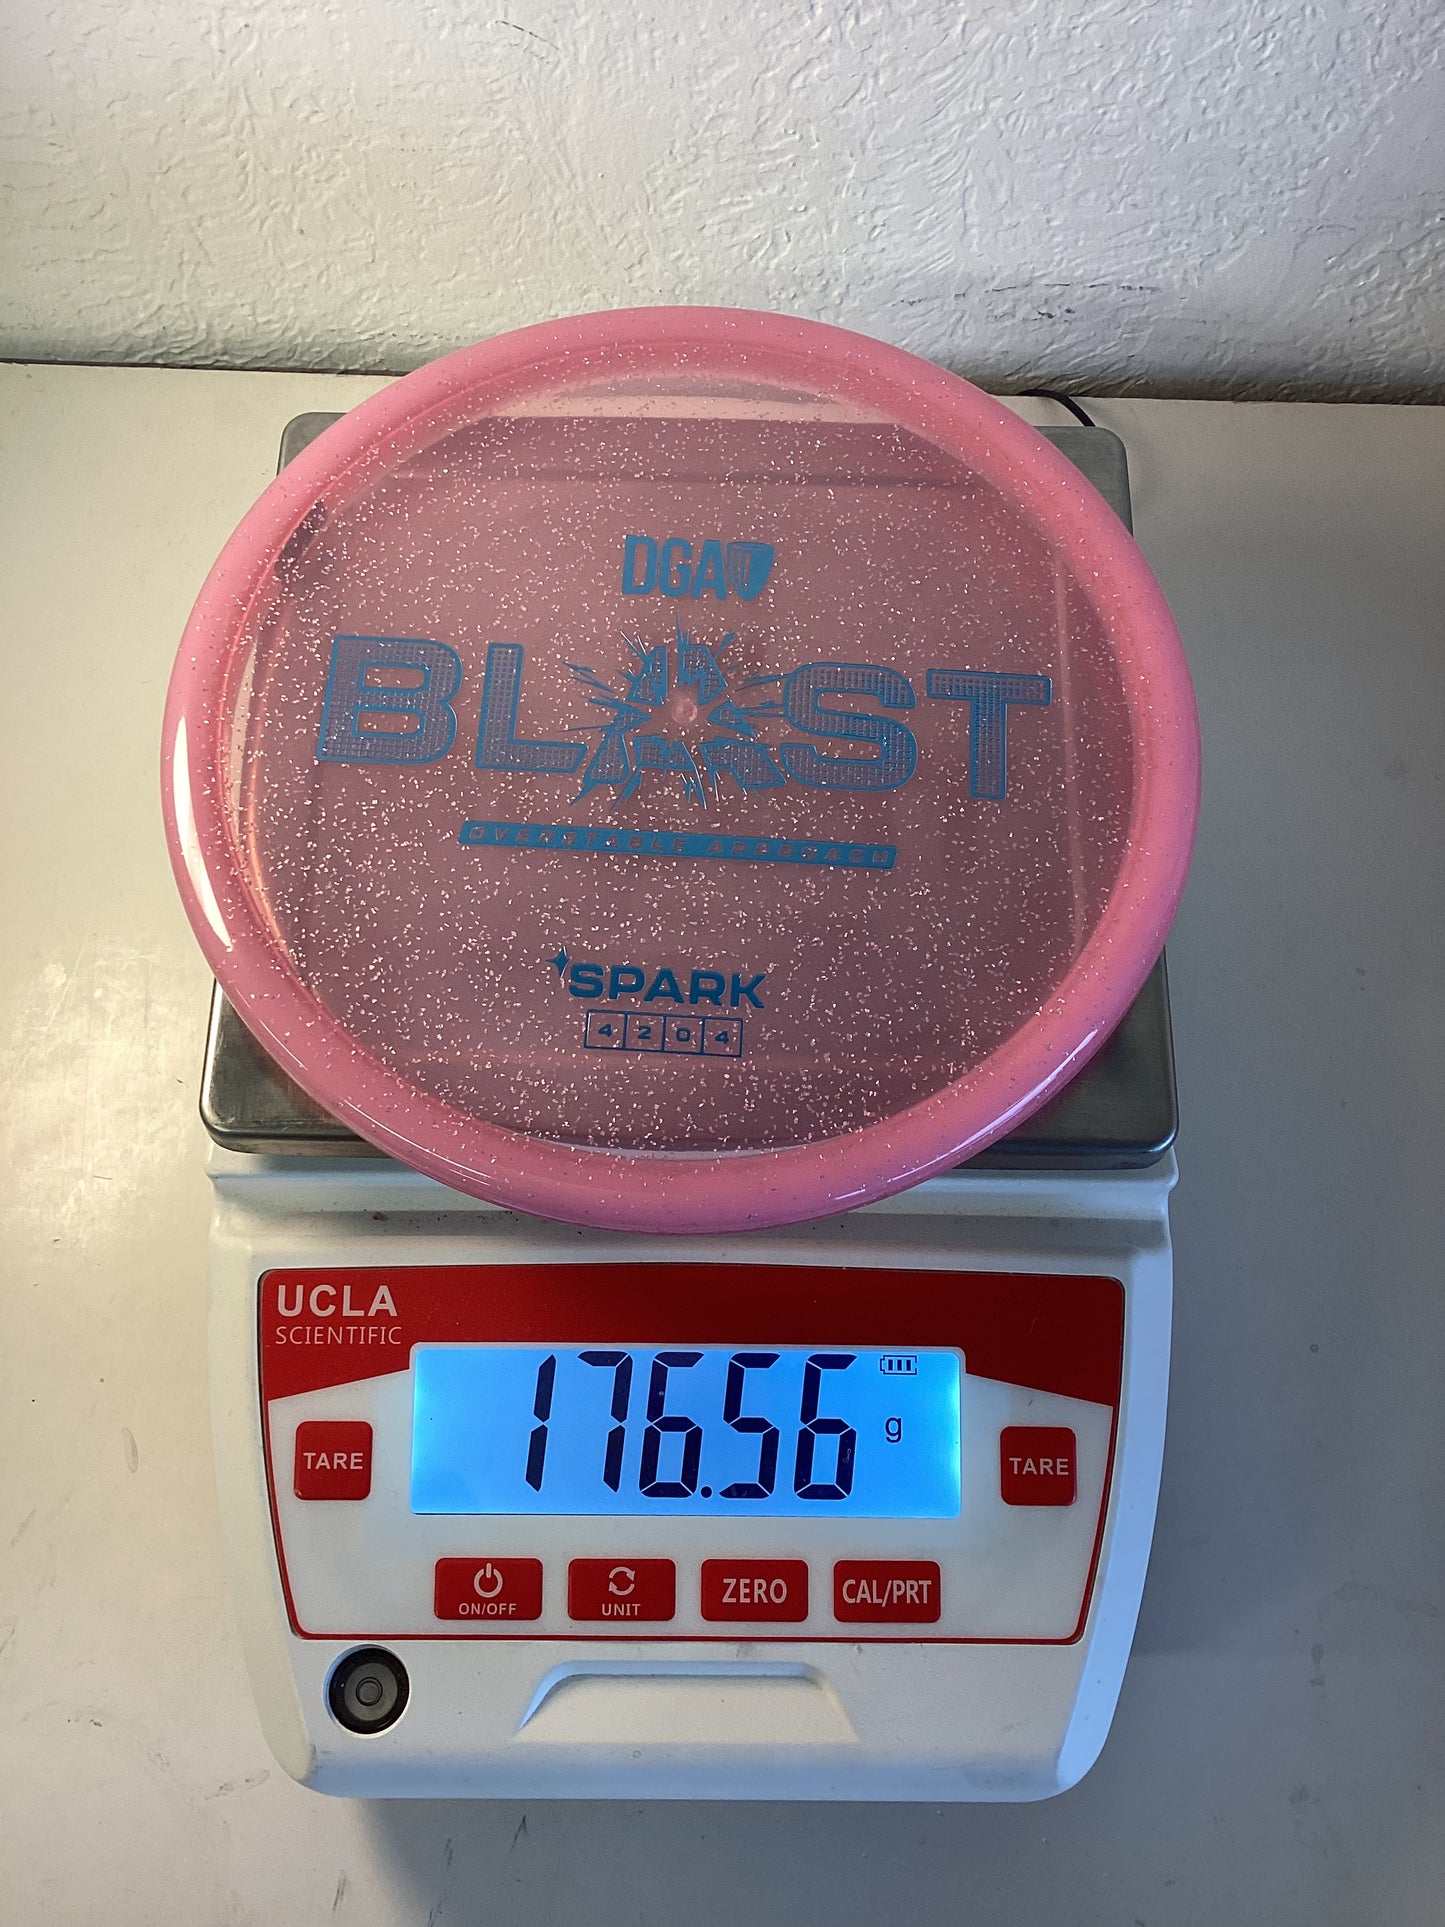 DGA
BLAST
OVERSTABLE APPROACH
SPARK
4 2 0 4
UCLA
SCIENTIFIC
176.56 g
TARE
TARE
ON/OFF
UNIT
ZERO
CAL/PRT